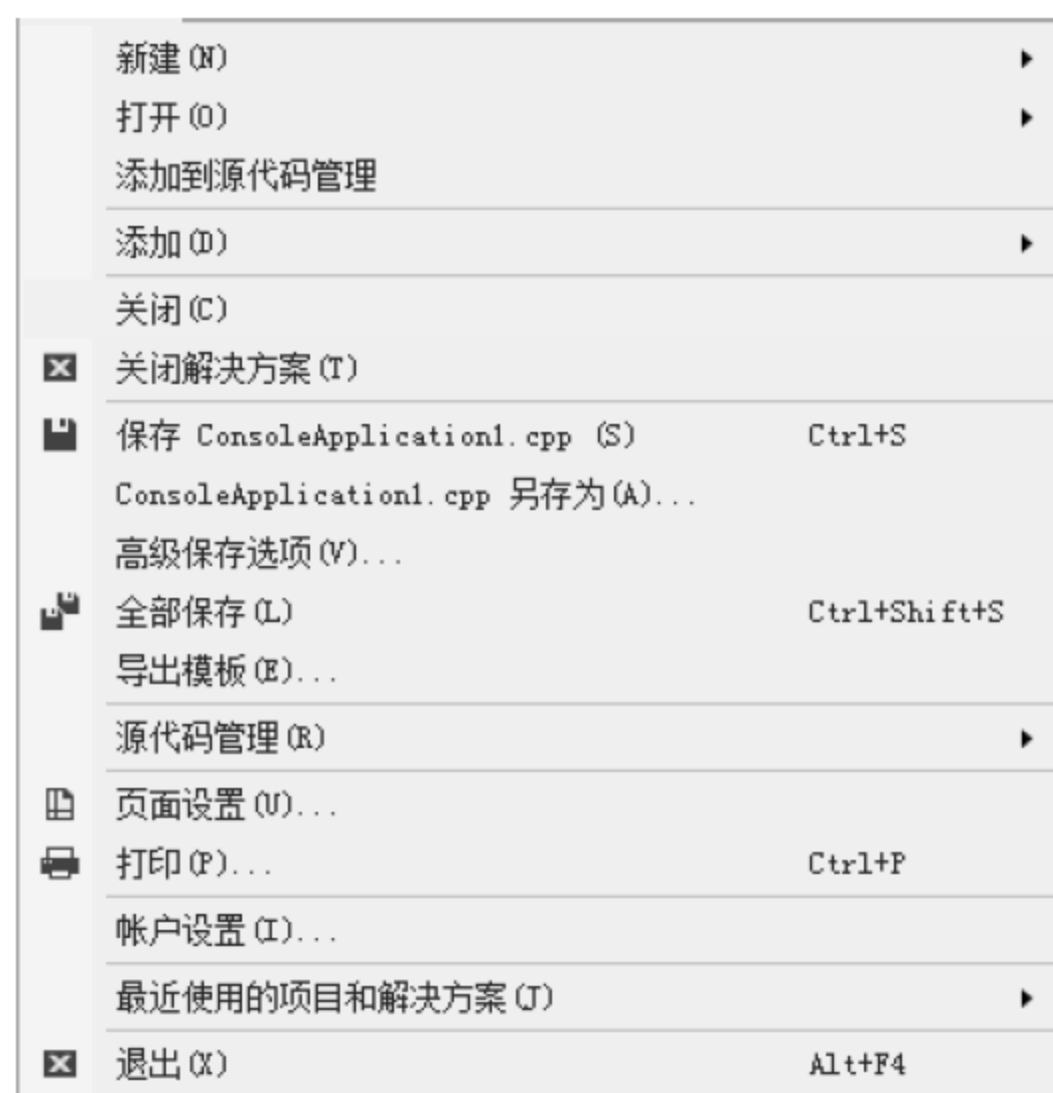 新建(N)
打开(O)
添加到源代码管理
添加(D)
关闭(C)
关闭解决方案(T)
保存 ConsoleApplication1.cpp (S) Ctrl+S
ConsoleApplication1.cpp 另存为(A)...
高级保存选项(V)...
全部保存(L) Ctrl+Shift+S
导出模板(E)...
源代码管理(R)
页面设置(U)...
打印(P)... Ctrl+P
帐户设置(I)...
最近使用的项目和解决方案(J)
退出(X) Alt+F4